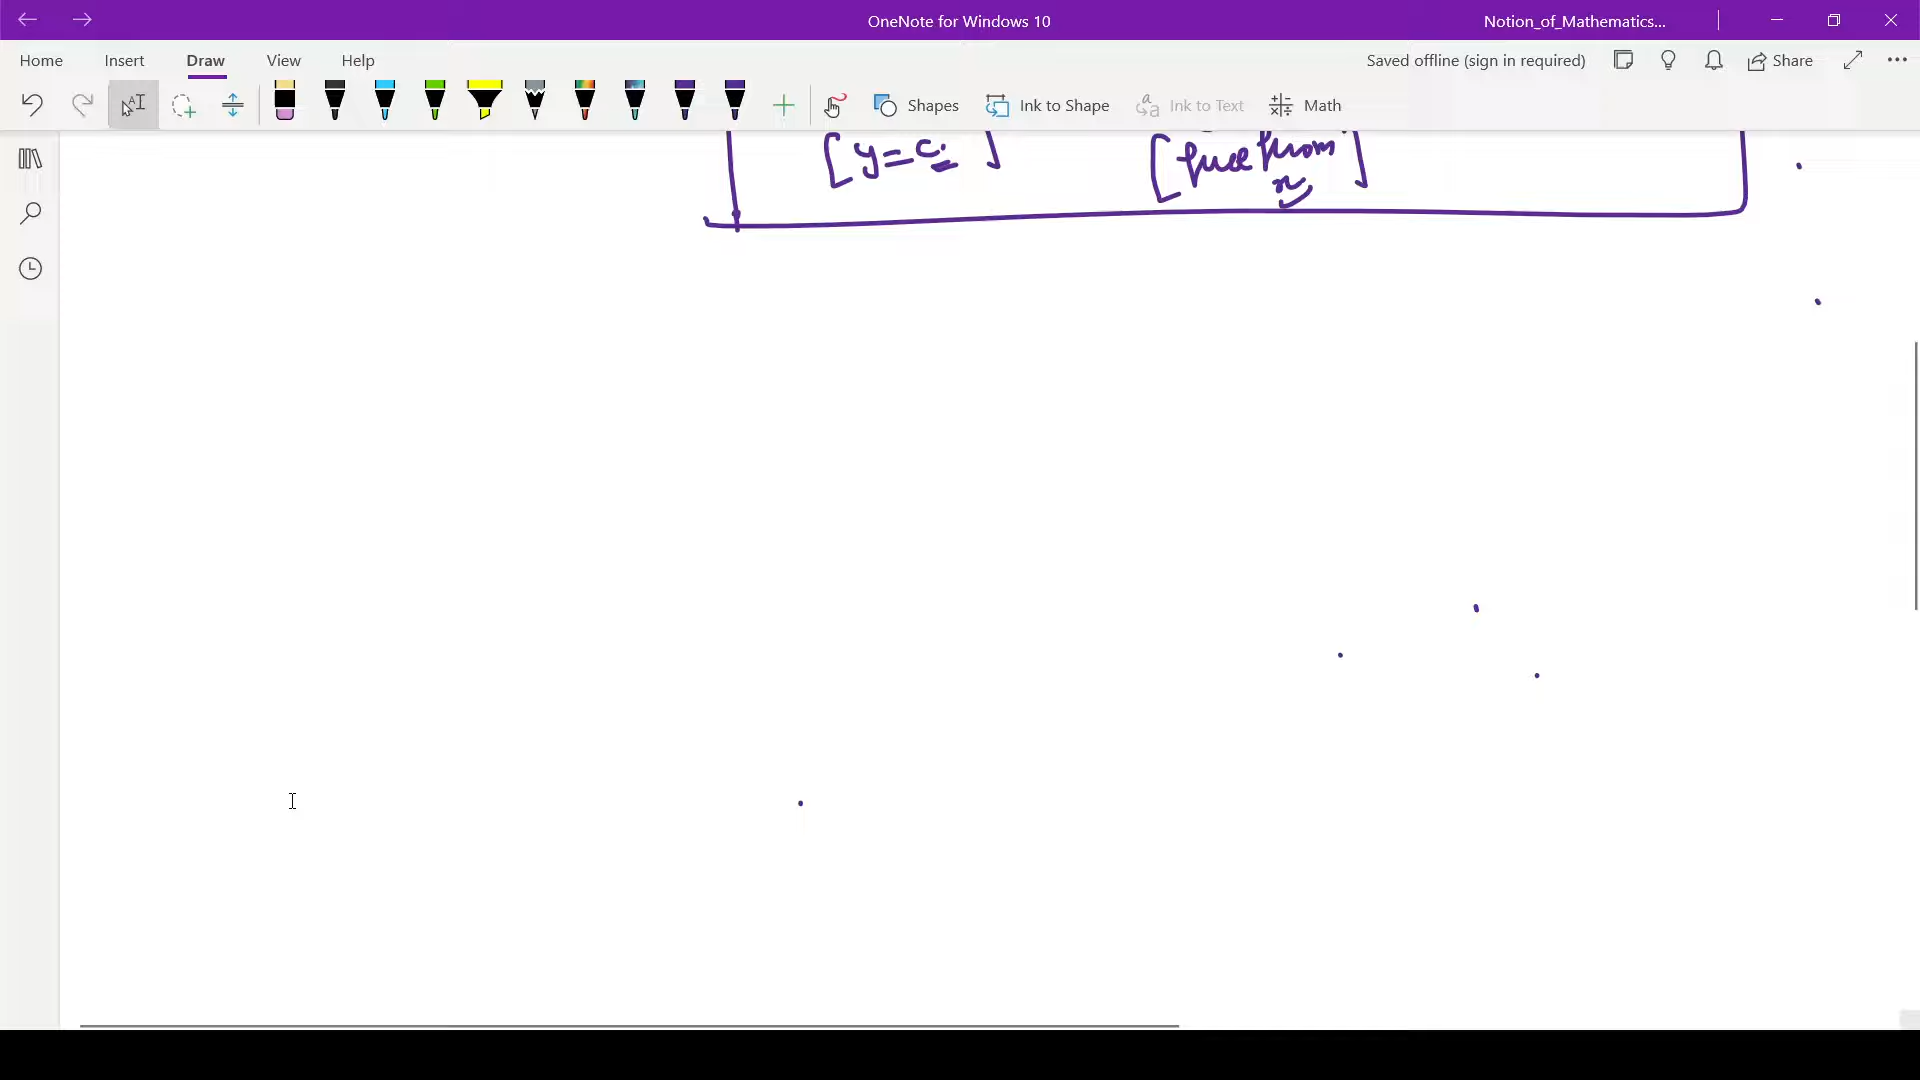 OneNote for Windows 10
Notion_of_Mathematics...
Home Insert Draw View Help
Saved offline (sign in required) Share
Shapes Ink to Shape Ink to Text Math
[y=c.] [free from
x]